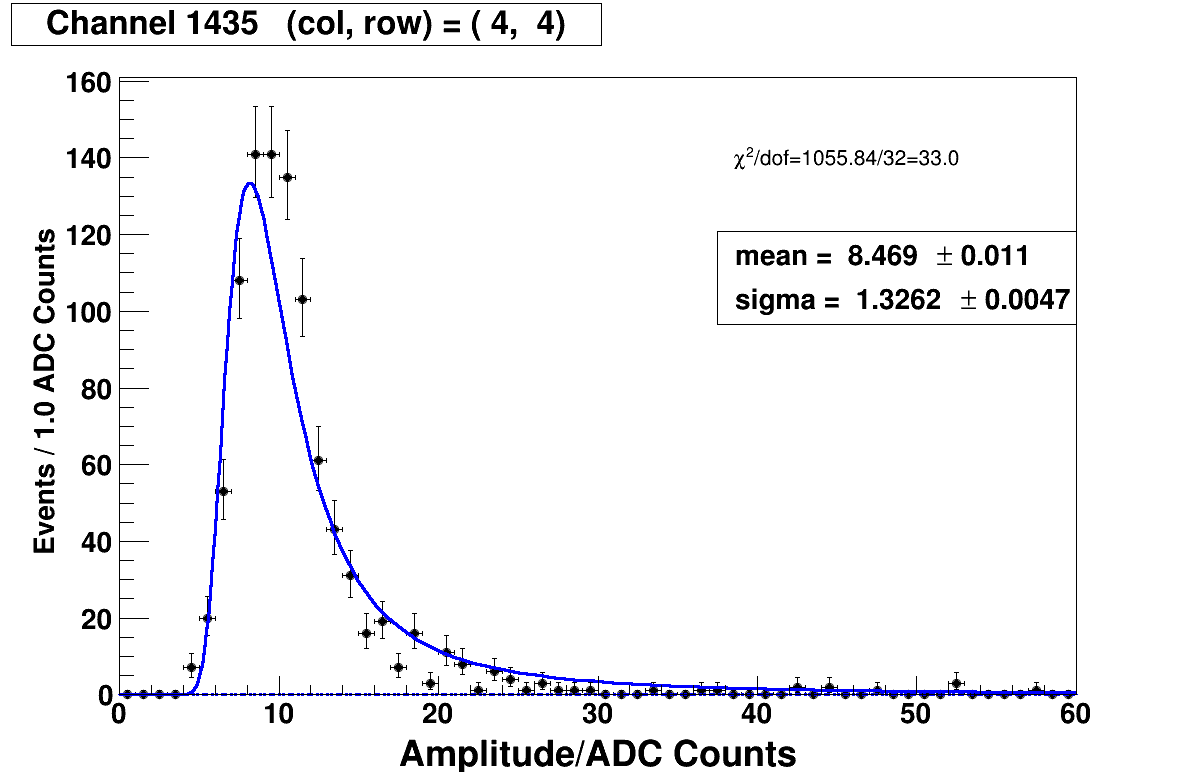 Channel 1435 (col, row) = ( 4, 4)
160
140
120
100
80
60
40
20
0
Events / 1.0 ADC Counts
χ²/dof=1055.84/32=33.0
mean = 8.469 ± 0.011
sigma = 1.3262 ± 0.0047
0 10 20 30 40 50 60
Amplitude/ADC Counts